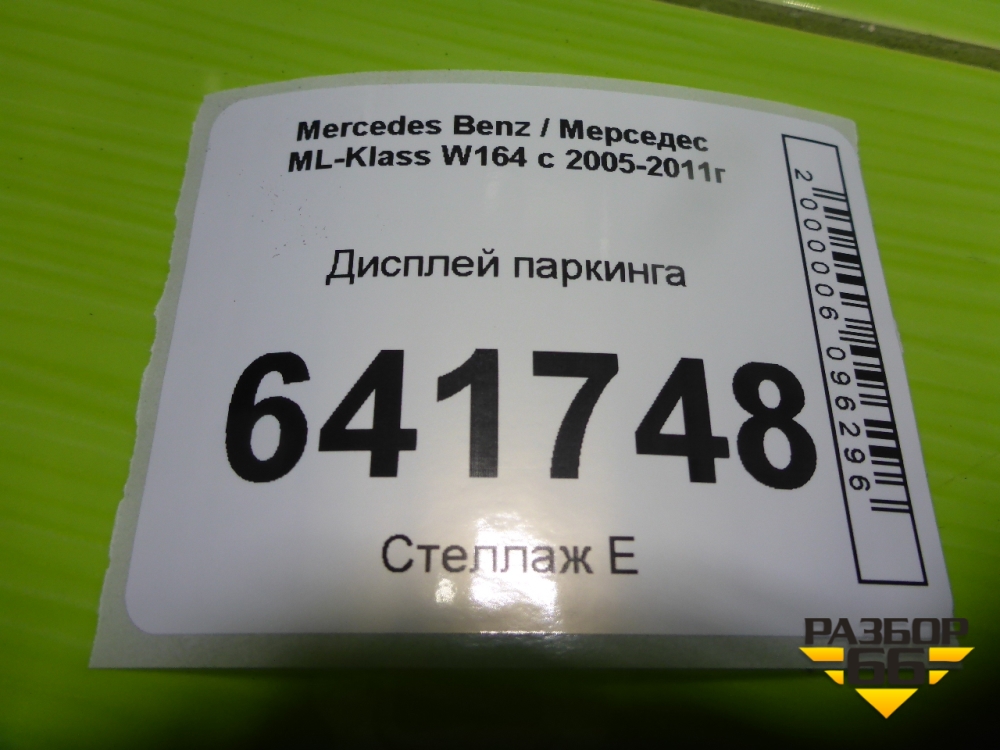 Mercedes Benz / Мерседес
ML-Klass W164 с 2005-2011г
Дисплей паркинга
641748
Стеллаж Е
2000006096296
РАЗБОР
66